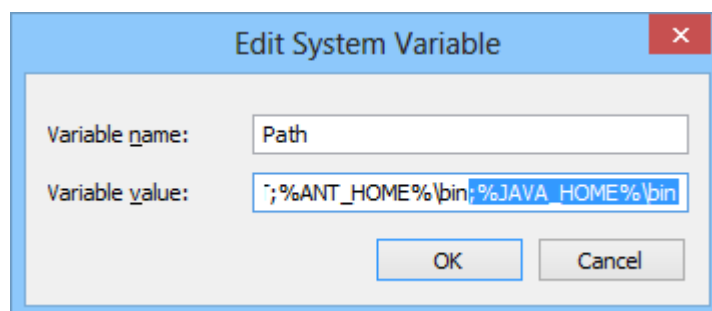 Edit System Variable
Variable name:
Path
Variable value:
;%ANT_HOME%\bin;%JAVA_HOME%\bin
OK
Cancel